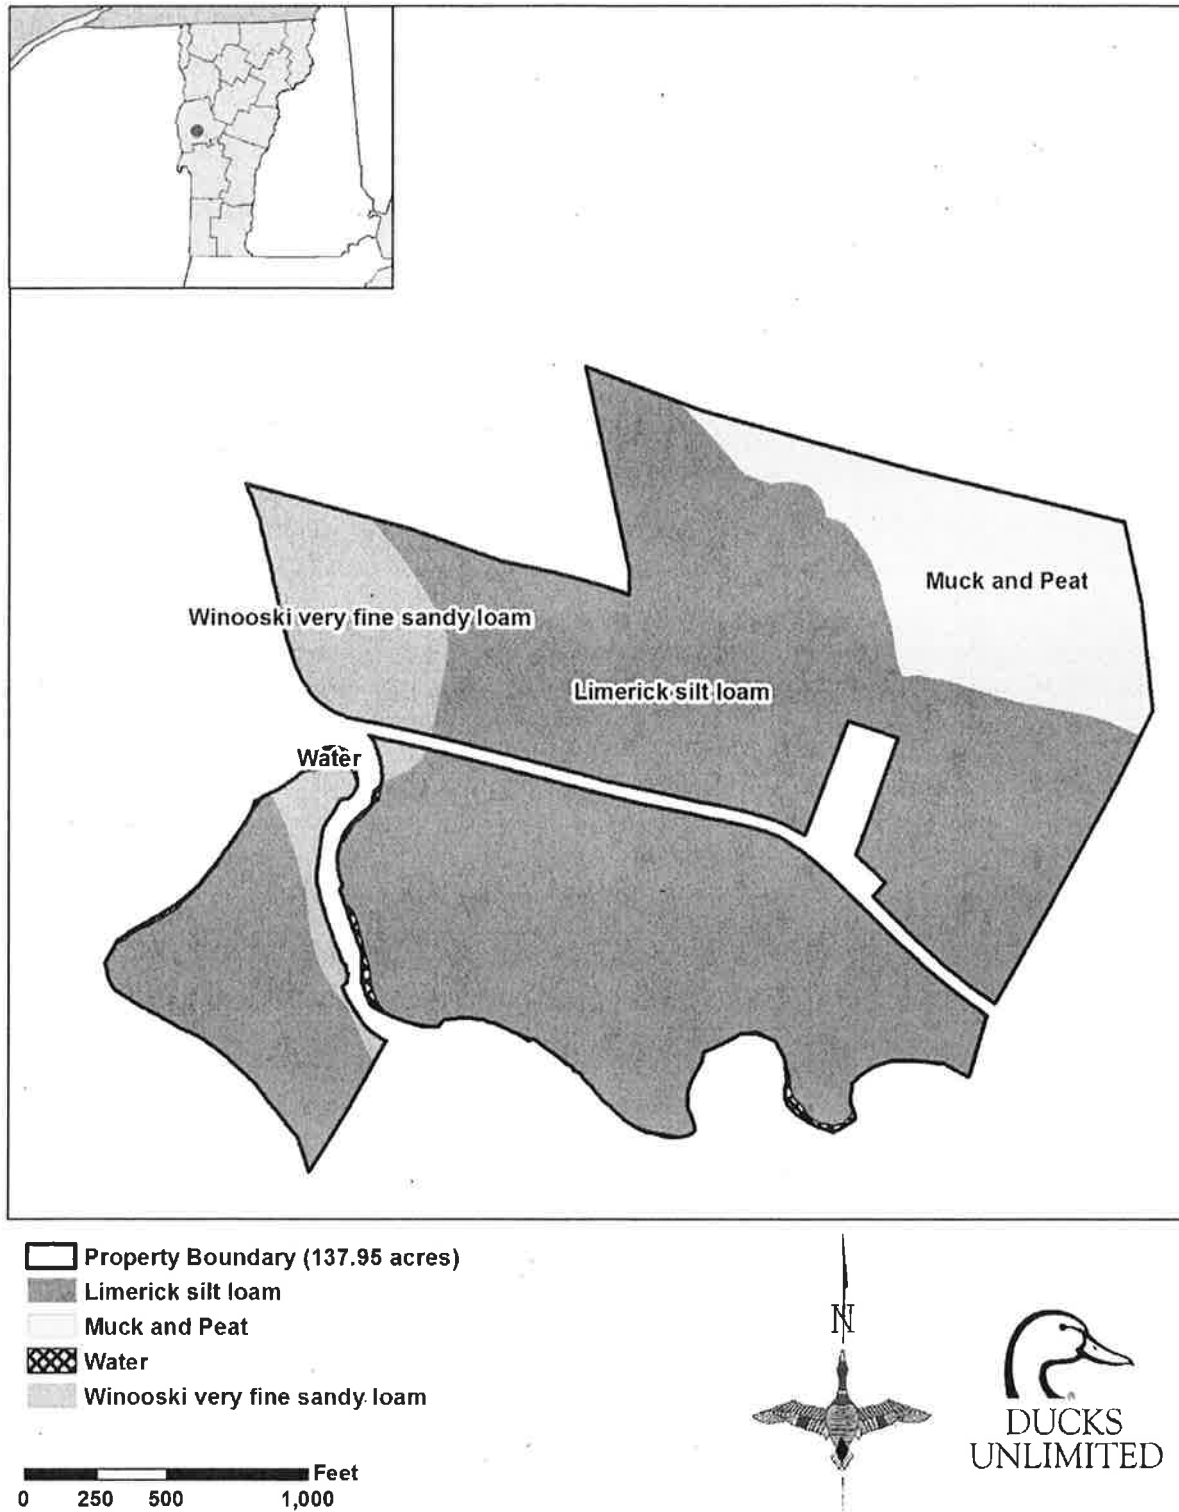 Muck and Peat
Winooski very fine sandy loam
Limerick silt loam
Water
Property Boundary (137.95 acres)
Limerick silt loam
Muck and Peat
Water
Winooski very fine sandy loam
Feet
0 250 500 1,000
N
DUCKS
UNLIMITED